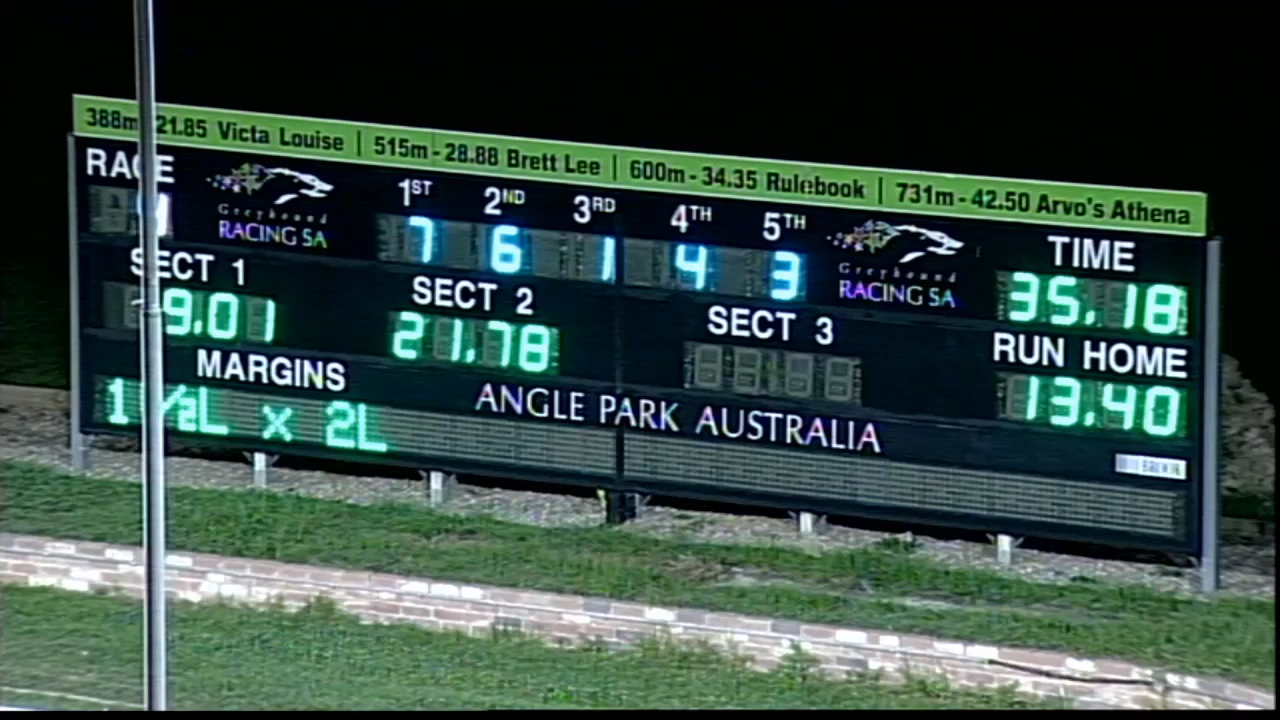 388m 21.85 Victa Louise | 515m - 28.88 Brett Lee | 600m - 34.35 Rulebook | 731m - 42.50 Arvo's Athena
RACE 1ST 2ND 3RD 4TH 5TH TIME
7 6 1 4 3 35.18
Greyhound RACING SA Greyhound RACING SA
SECT 1 SECT 2 SECT 3 RUN HOME
9.01 21.78 13.40
MARGINS
1 ½L x 2L
ANGLE PARK AUSTRALIA